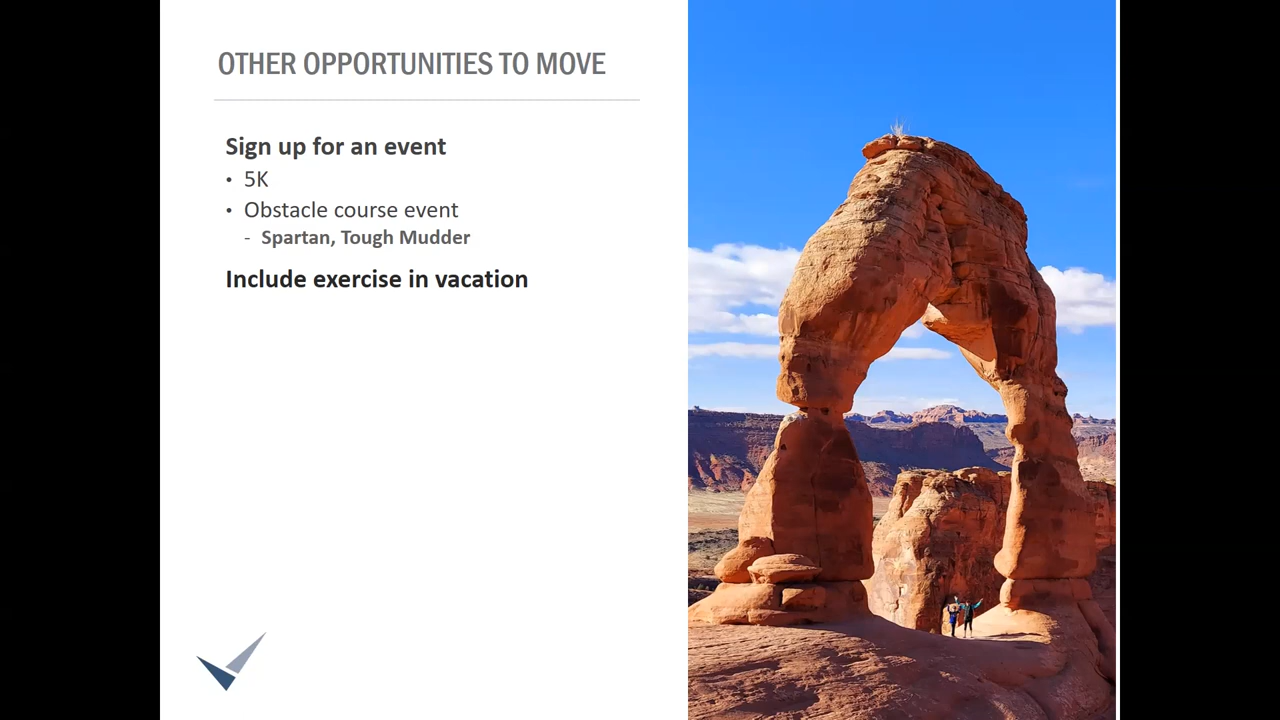 OTHER OPPORTUNITIES TO MOVE
Sign up for an event
• 5K
• Obstacle course event
- Spartan, Tough Mudder
Include exercise in vacation